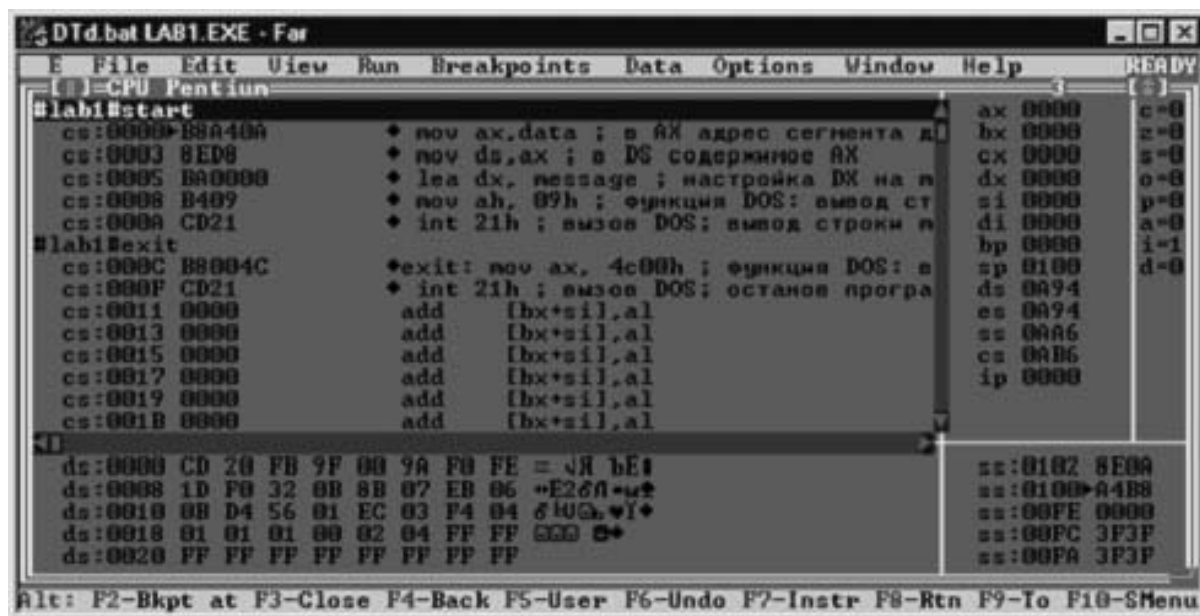 DTd.bat LAB1.EXE - Far
E File Edit View Run Breakpoints Data Options Window Help READY
[ ]=CPU Pentium 3 [ ]
#lab1#start
cs:0000 B8A40A mov ax,data ; в AX адрес сегмента д
cs:0003 8ED8 mov ds,ax ; в DS содержимое AX
cs:0005 BA0000 lea dx, message ; настройка DX на m
cs:0008 B409 mov ah, 09h ; функция DOS: вывод ст
cs:000A CD21 int 21h ; вызов DOS; вывод строки m
#lab1#exit
cs:000C B8004C exit: mov ax, 4c00h ; функция DOS: в
cs:000F CD21 int 21h ; вызов DOS; останов програ
cs:0011 0000 add [bx+si],al
cs:0013 0000 add [bx+si],al
cs:0015 0000 add [bx+si],al
cs:0017 0000 add [bx+si],al
cs:0019 0000 add [bx+si],al
cs:001B 0000 add [bx+si],al
ax 0000 c=0
bx 0000 z=0
cx 0000 s=0
dx 0000 o=0
si 0000 p=0
di 0000 a=0
bp 0000 i=1
sp 0100 d=0
ds 0A94
es 0A94
ss 0AA6
cs 0AB6
ip 0000
ds:0000 CD 20 FB 9F 00 9A F0 FE
ds:0008 1D F0 32 0B 8B 07 EB 06
ds:0010 0B D4 56 01 EC 03 F4 04
ds:0018 01 01 01 00 02 04 FF FF
ds:0020 FF FF FF FF FF FF FF FF
ss:0102 8E0A
ss:0100 A4B8
ss:00FE 0000
ss:00FC 3F3F
ss:00FA 3F3F
Alt: F2-Bkpt at F3-Close F4-Back F5-User F6-Undo F7-Instr F8-Rtn F9-To F10-SMenu